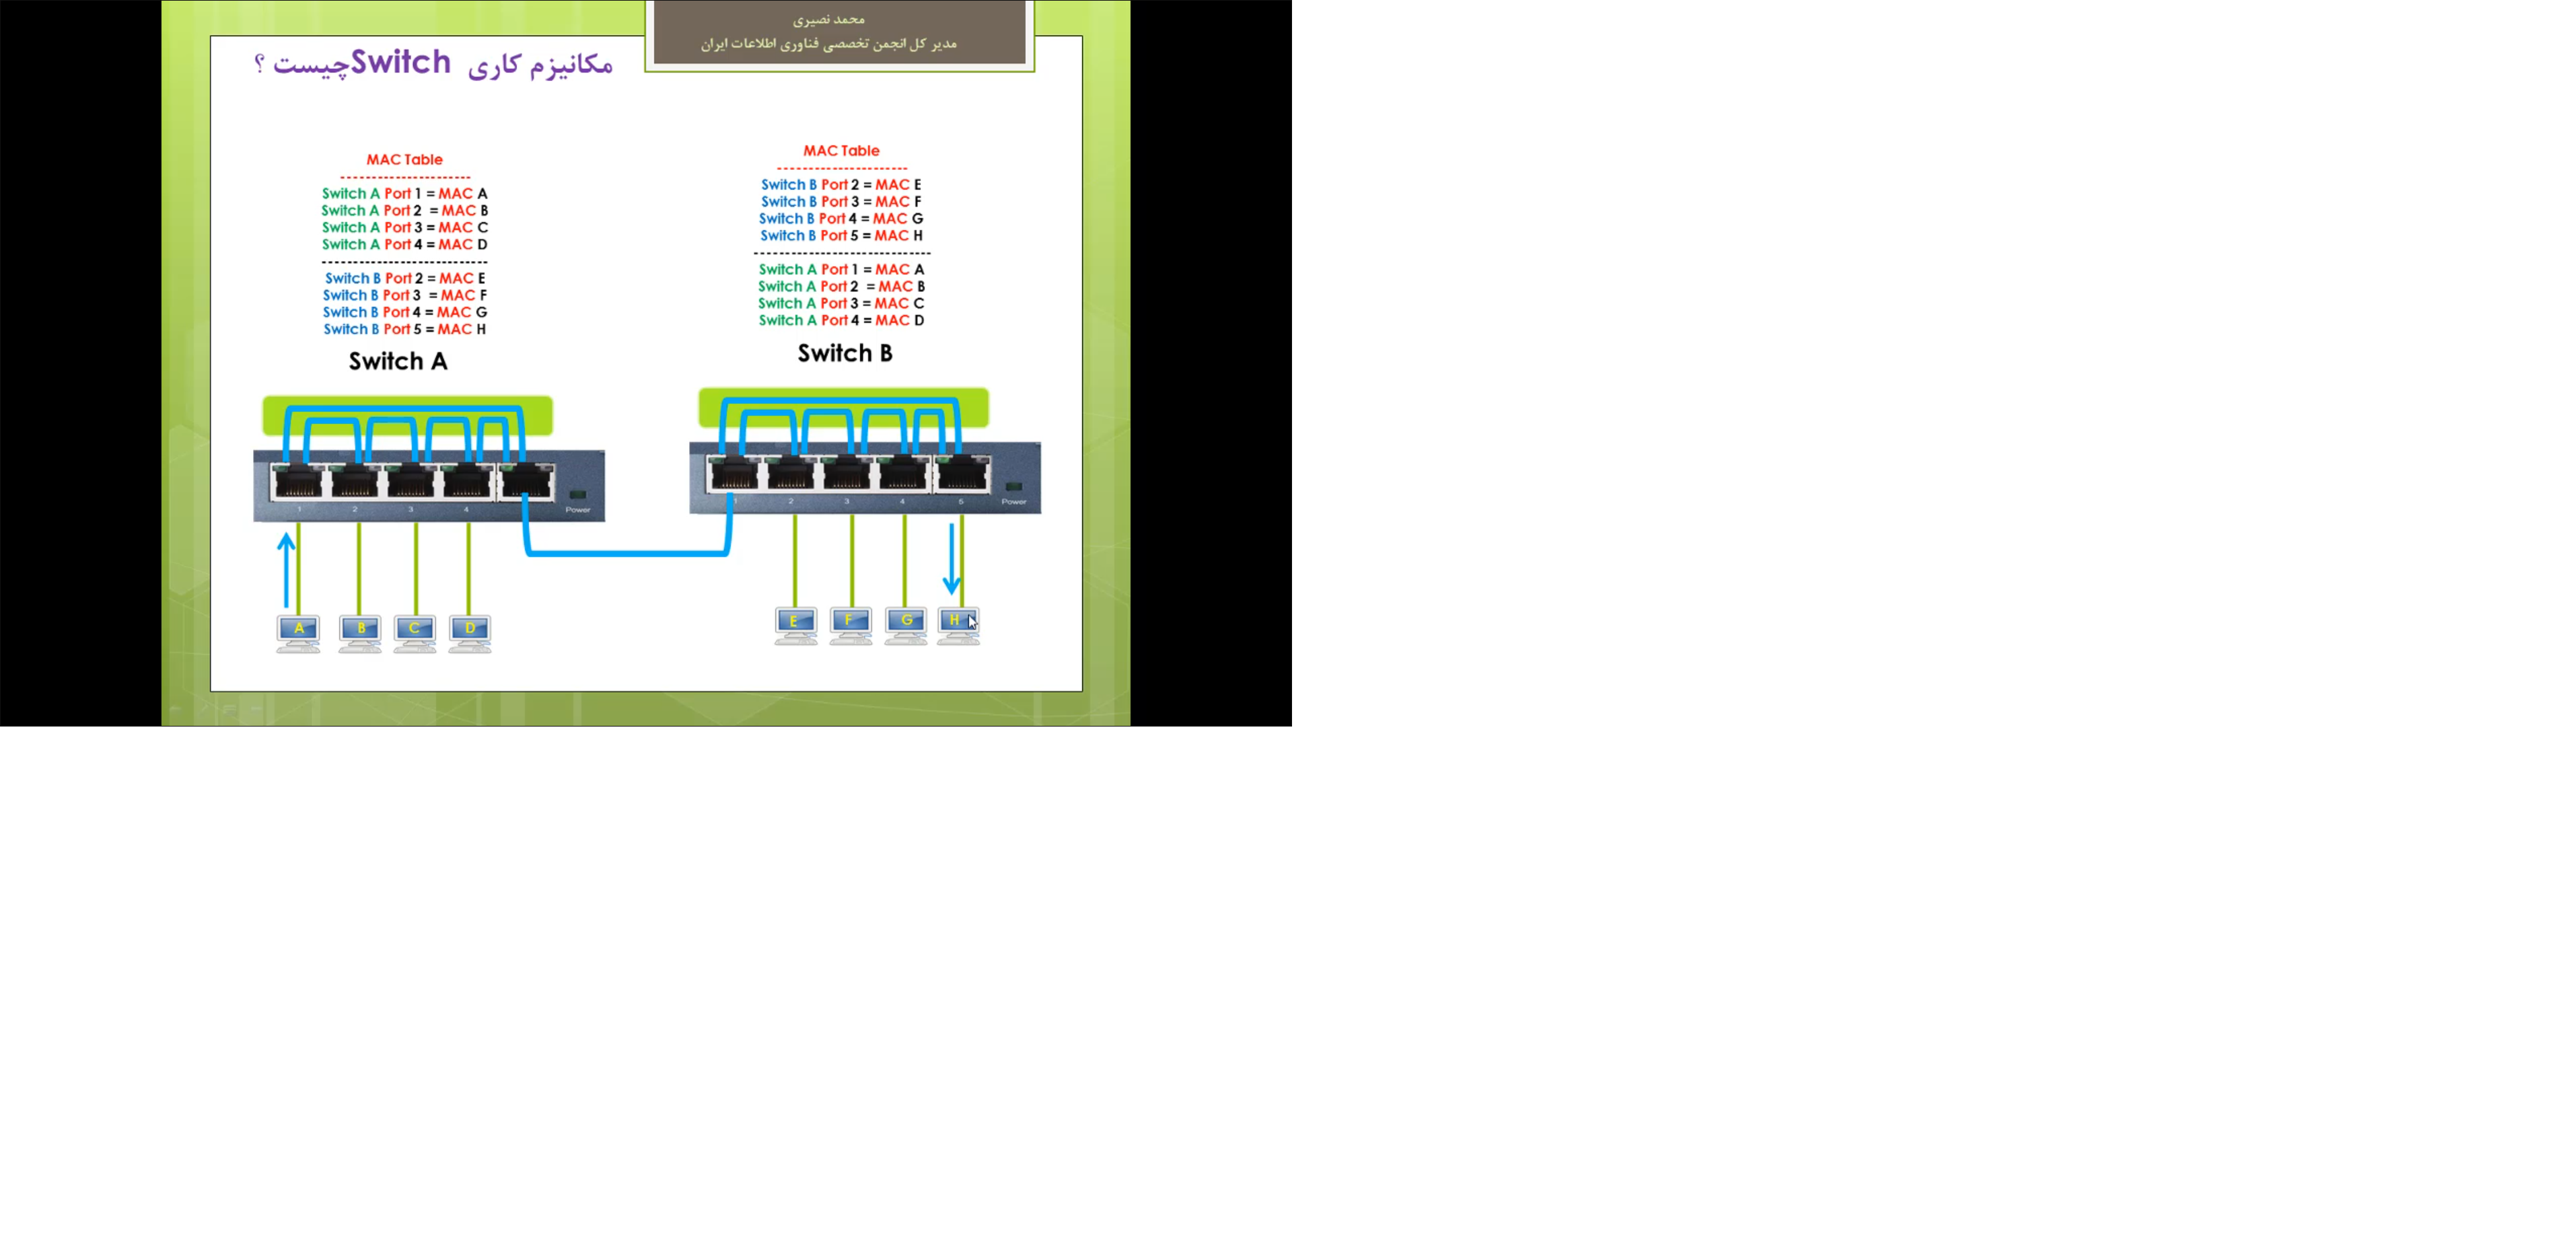 محمد نصیری
مدیر کل انجمن تخصصی فناوری اطلاعات ایران
مکانیزم کاری Switchچیست ؟
MAC Table
-----------------------
Switch A Port 1 = MAC A
Switch A Port 2 = MAC B
Switch A Port 3 = MAC C
Switch A Port 4 = MAC D
-----------------------------
Switch B Port 2 = MAC E
Switch B Port 3 = MAC F
Switch B Port 4 = MAC G
Switch B Port 5 = MAC H
Switch A
MAC Table
-----------------------
Switch B Port 2 = MAC E
Switch B Port 3 = MAC F
Switch B Port 4 = MAC G
Switch B Port 5 = MAC H
-------------------------------
Switch A Port 1 = MAC A
Switch A Port 2 = MAC B
Switch A Port 3 = MAC C
Switch A Port 4 = MAC D
Switch B
1 2 3 4 Power
1 2 3 4 5 Power
A B C D
E F G H